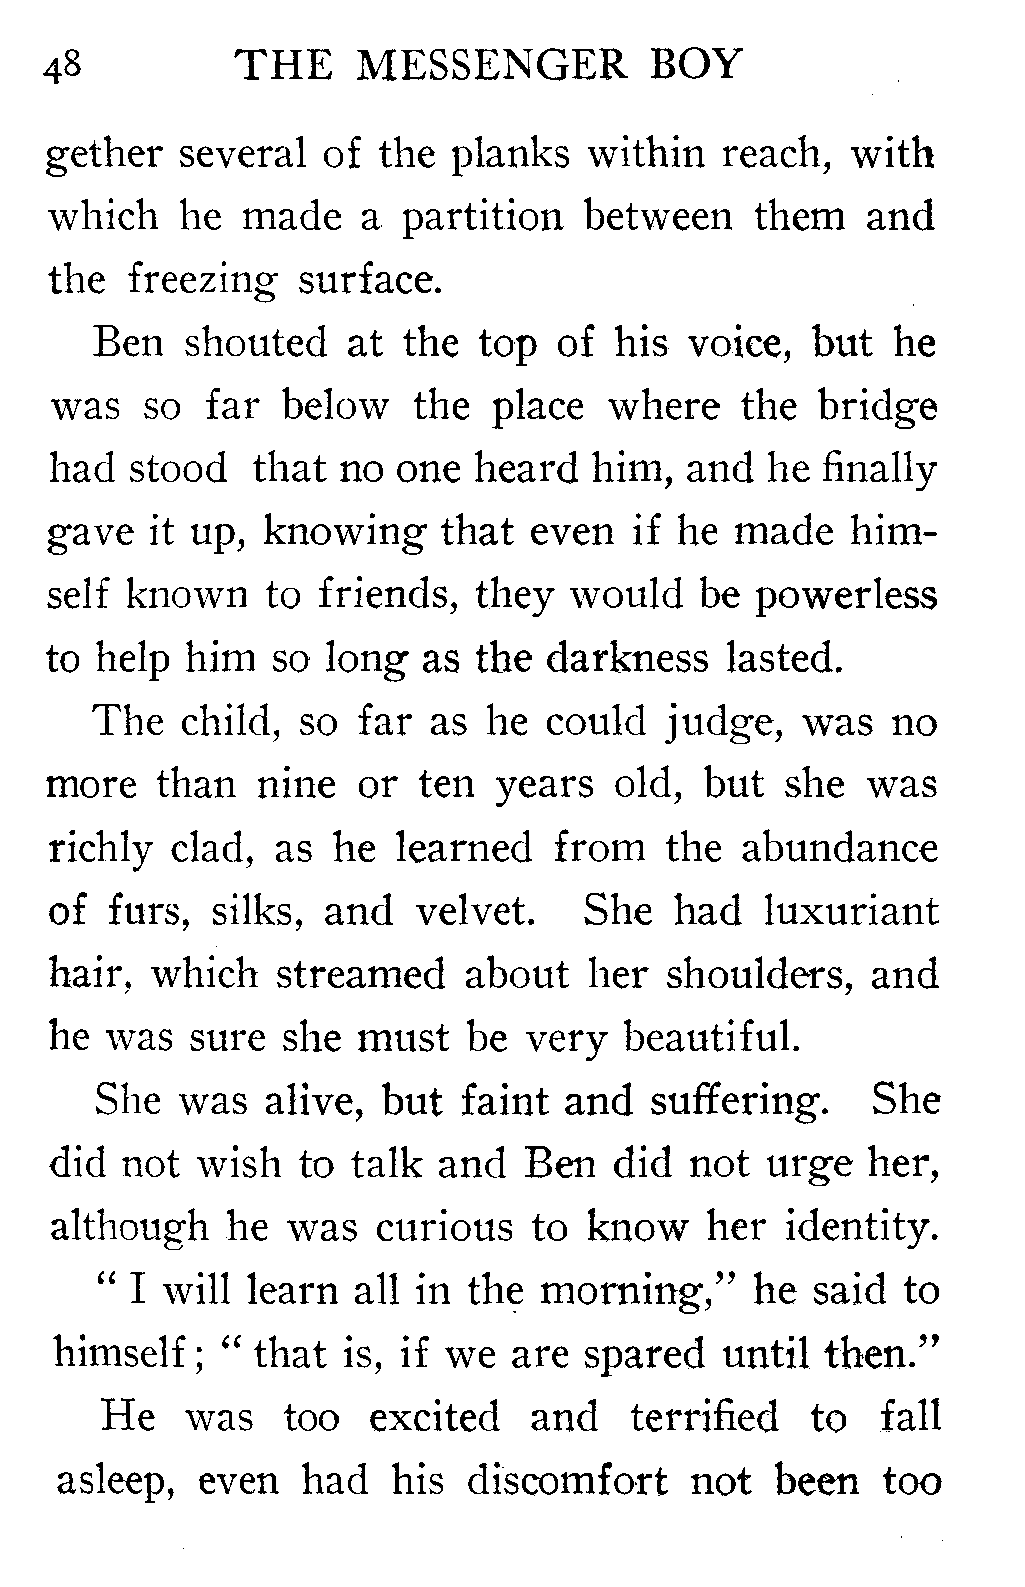 48 THE MESSENGER BOY
gether several of the planks within reach, with
which he made a partition between them and
the freezing surface.
Ben shouted at the top of his voice, but he
was so far below the place where the bridge
had stood that no one heard him, and he finally
gave it up, knowing that even if he made him-
self known to friends, they would be powerless
to help him so long as the darkness lasted.
The child, so far as he could judge, was no
more than nine or ten years old, but she was
richly clad, as he learned from the abundance
of furs, silks, and velvet. She had luxuriant
hair, which streamed about her shoulders, and
he was sure she must be very beautiful.
She was alive, but faint and suffering. She
did not wish to talk and Ben did not urge her,
although he was curious to know her identity.
“ I will learn all in the morning,” he said to
himself ; “ that is, if we are spared until then.”
He was too excited and terrified to fall
asleep, even had his discomfort not been too